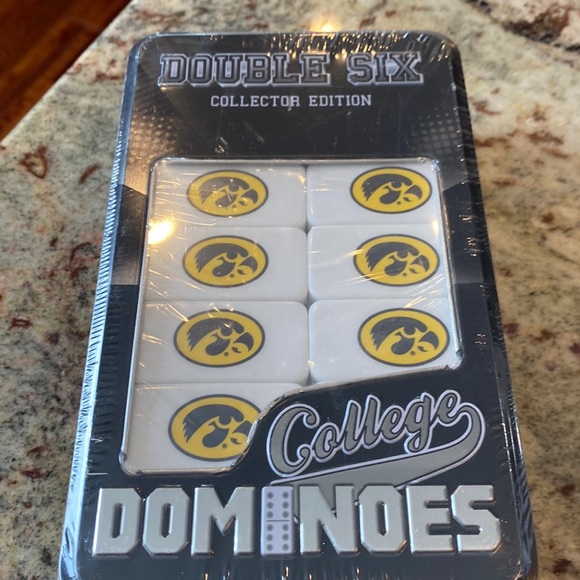 DOUBLE SIX
COLLECTOR EDITION
College
DOMINOES